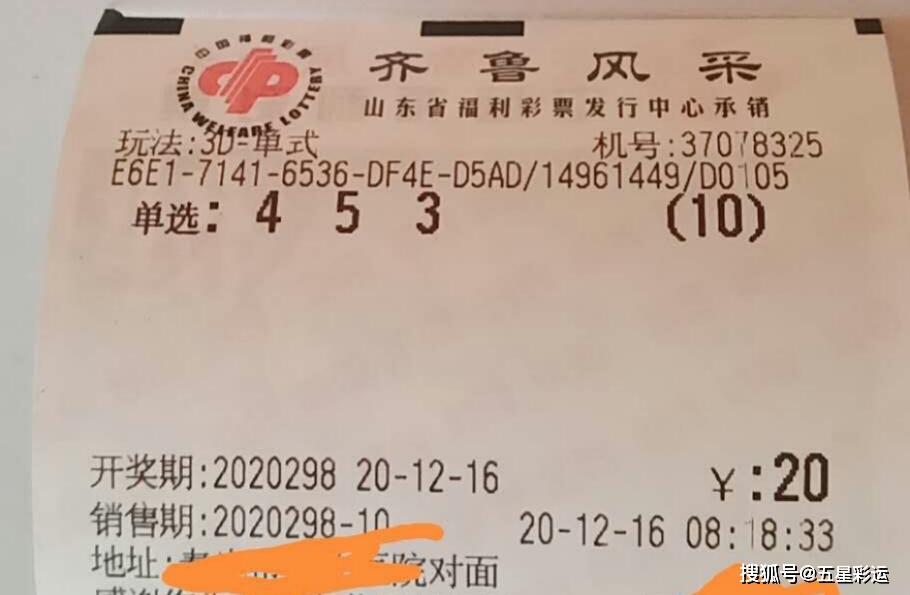 中国福利彩票
CHINA WELFARE LOTTERY
齐鲁风采
山东省福利彩票发行中心承销
玩法:3D-单式 机号:37078325
E6E1-7141-6536-DF4E-D5AD/14961449/D0105
单选: 4 5 3 (10)
开奖期:2020298 20-12-16 ¥:20
销售期:2020298-10 20-12-16 08:18:33
地址: 院对面
搜狐号@五星彩运